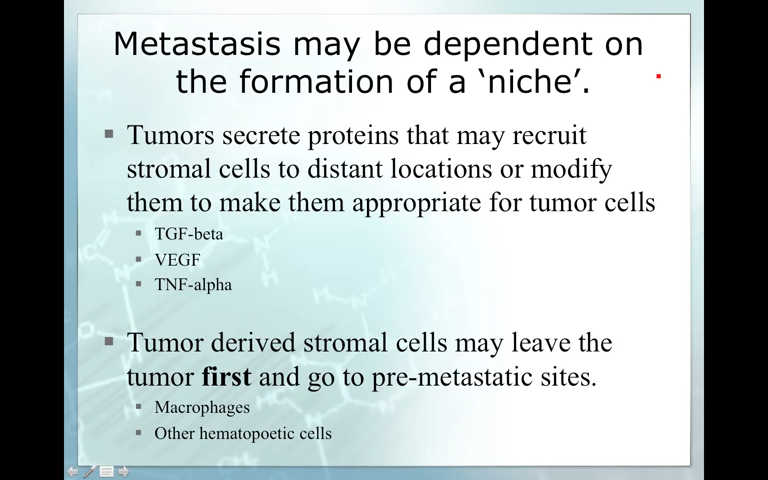 Metastasis may be dependent on
the formation of a ‘niche’.
Tumors secrete proteins that may recruit
stromal cells to distant locations or modify
them to make them appropriate for tumor cells
TGF-beta
VEGF
TNF-alpha
Tumor derived stromal cells may leave the
tumor first and go to pre-metastatic sites.
Macrophages
Other hematopoetic cells